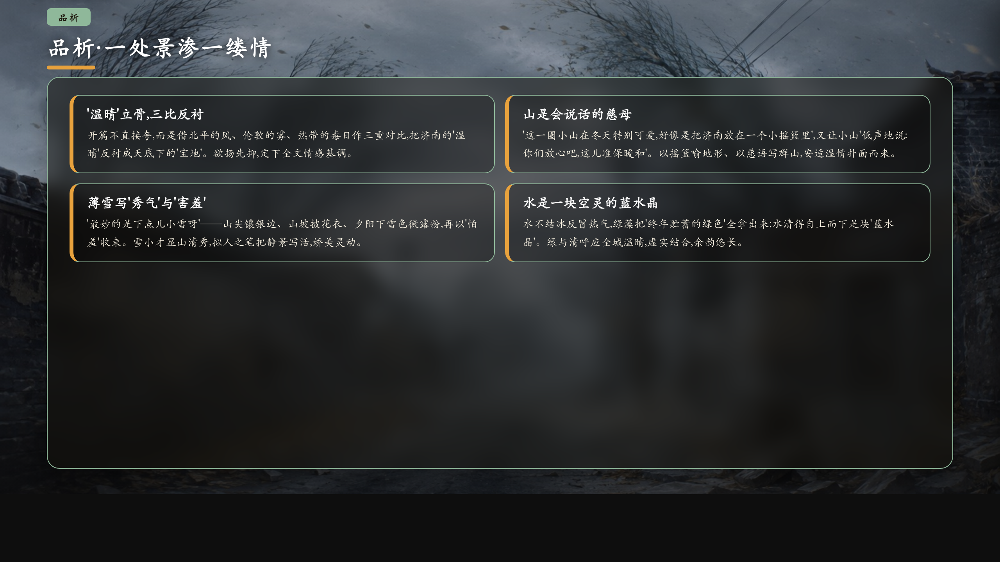 品析
品析·一处景渗一缕情
'温晴'立骨,三比反衬
开篇不直接夸,而是借北平的风、伦敦的雾、热带的毒日作三重对比,把济南的'温
晴'反衬成天底下的'宝地'。欲扬先抑,定下全文情感基调。
山是会说话的慈母
'这一圈小山在冬天特别可爱,好像是把济南放在一个小摇篮里',又让小山'低声地说:
你们放心吧,这儿准保暖和'。以摇篮喻地形、以慈语写群山,安适温情扑面而来。
薄雪写'秀气'与'害羞'
'最妙的是下点儿小雪呀'——山尖镶银边、山坡披花衣、夕阳下雪色微露粉,再以'怕
羞'收束。雪小才显山清秀,拟人之笔把静景写活,娇美灵动。
水是一块空灵的蓝水晶
水不结冰反冒热气,绿藻把'终年贮蓄的绿色'全拿出来;水清得自上而下是块'蓝水
晶'。绿与清呼应全城温晴,虚实结合,余韵悠长。